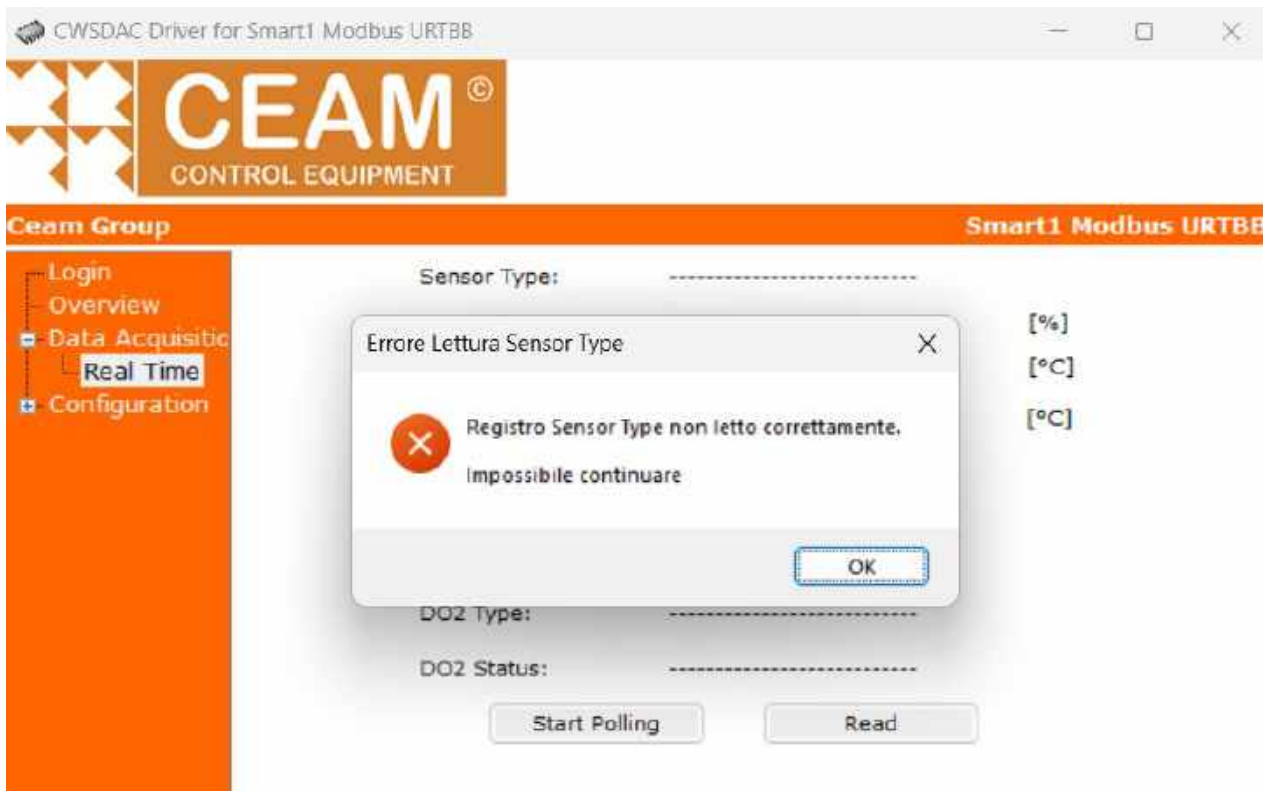 CWSDAC Driver for Smart1 Modbus URTBB
CEAM ©
CONTROL EQUIPMENT
Ceam Group
Smart1 Modbus URTBB
Login
Overview
Data Acquisitic
Real Time
Configuration
Sensor Type: --------------------------
[%]
[°C]
[°C]
Errore Lettura Sensor Type
Registro Sensor Type non letto correttamente.
Impossibile continuare
OK
DO2 Type: --------------------------
DO2 Status: --------------------------
Start Polling
Read